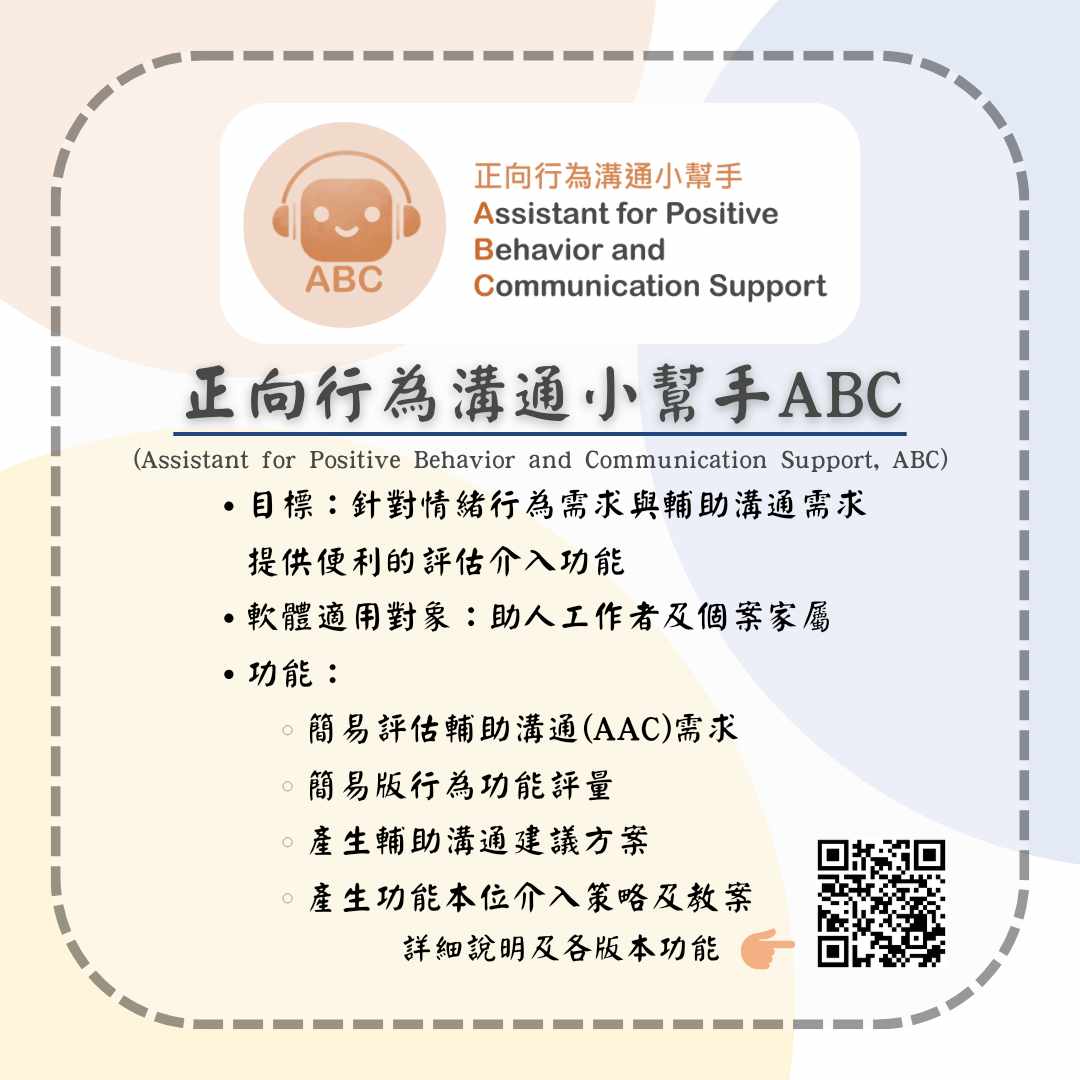 ABC
正向行為溝通小幫手
Assistant for Positive
Behavior and
Communication Support
正向行為溝通小幫手ABC
(Assistant for Positive Behavior and Communication Support, ABC)
• 目標：針對情緒行為需求與輔助溝通需求
提供便利的評估介入功能
• 軟體適用對象：助人工作者及個案家屬
• 功能：
◦ 簡易評估輔助溝通(AAC)需求
◦ 簡易版行為功能評量
◦ 產生輔助溝通建議方案
◦ 產生功能本位介入策略及教案
詳細說明及各版本功能